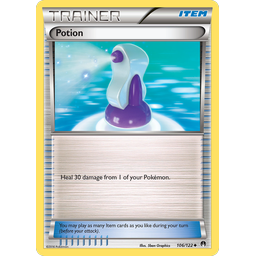 TRAINER ITEM
Potion
Heal 30 damage from 1 of your Pokémon.
You may play as many Item cards as you like during your turn
(before your attack).
Illus. 5ban Graphics 106/122